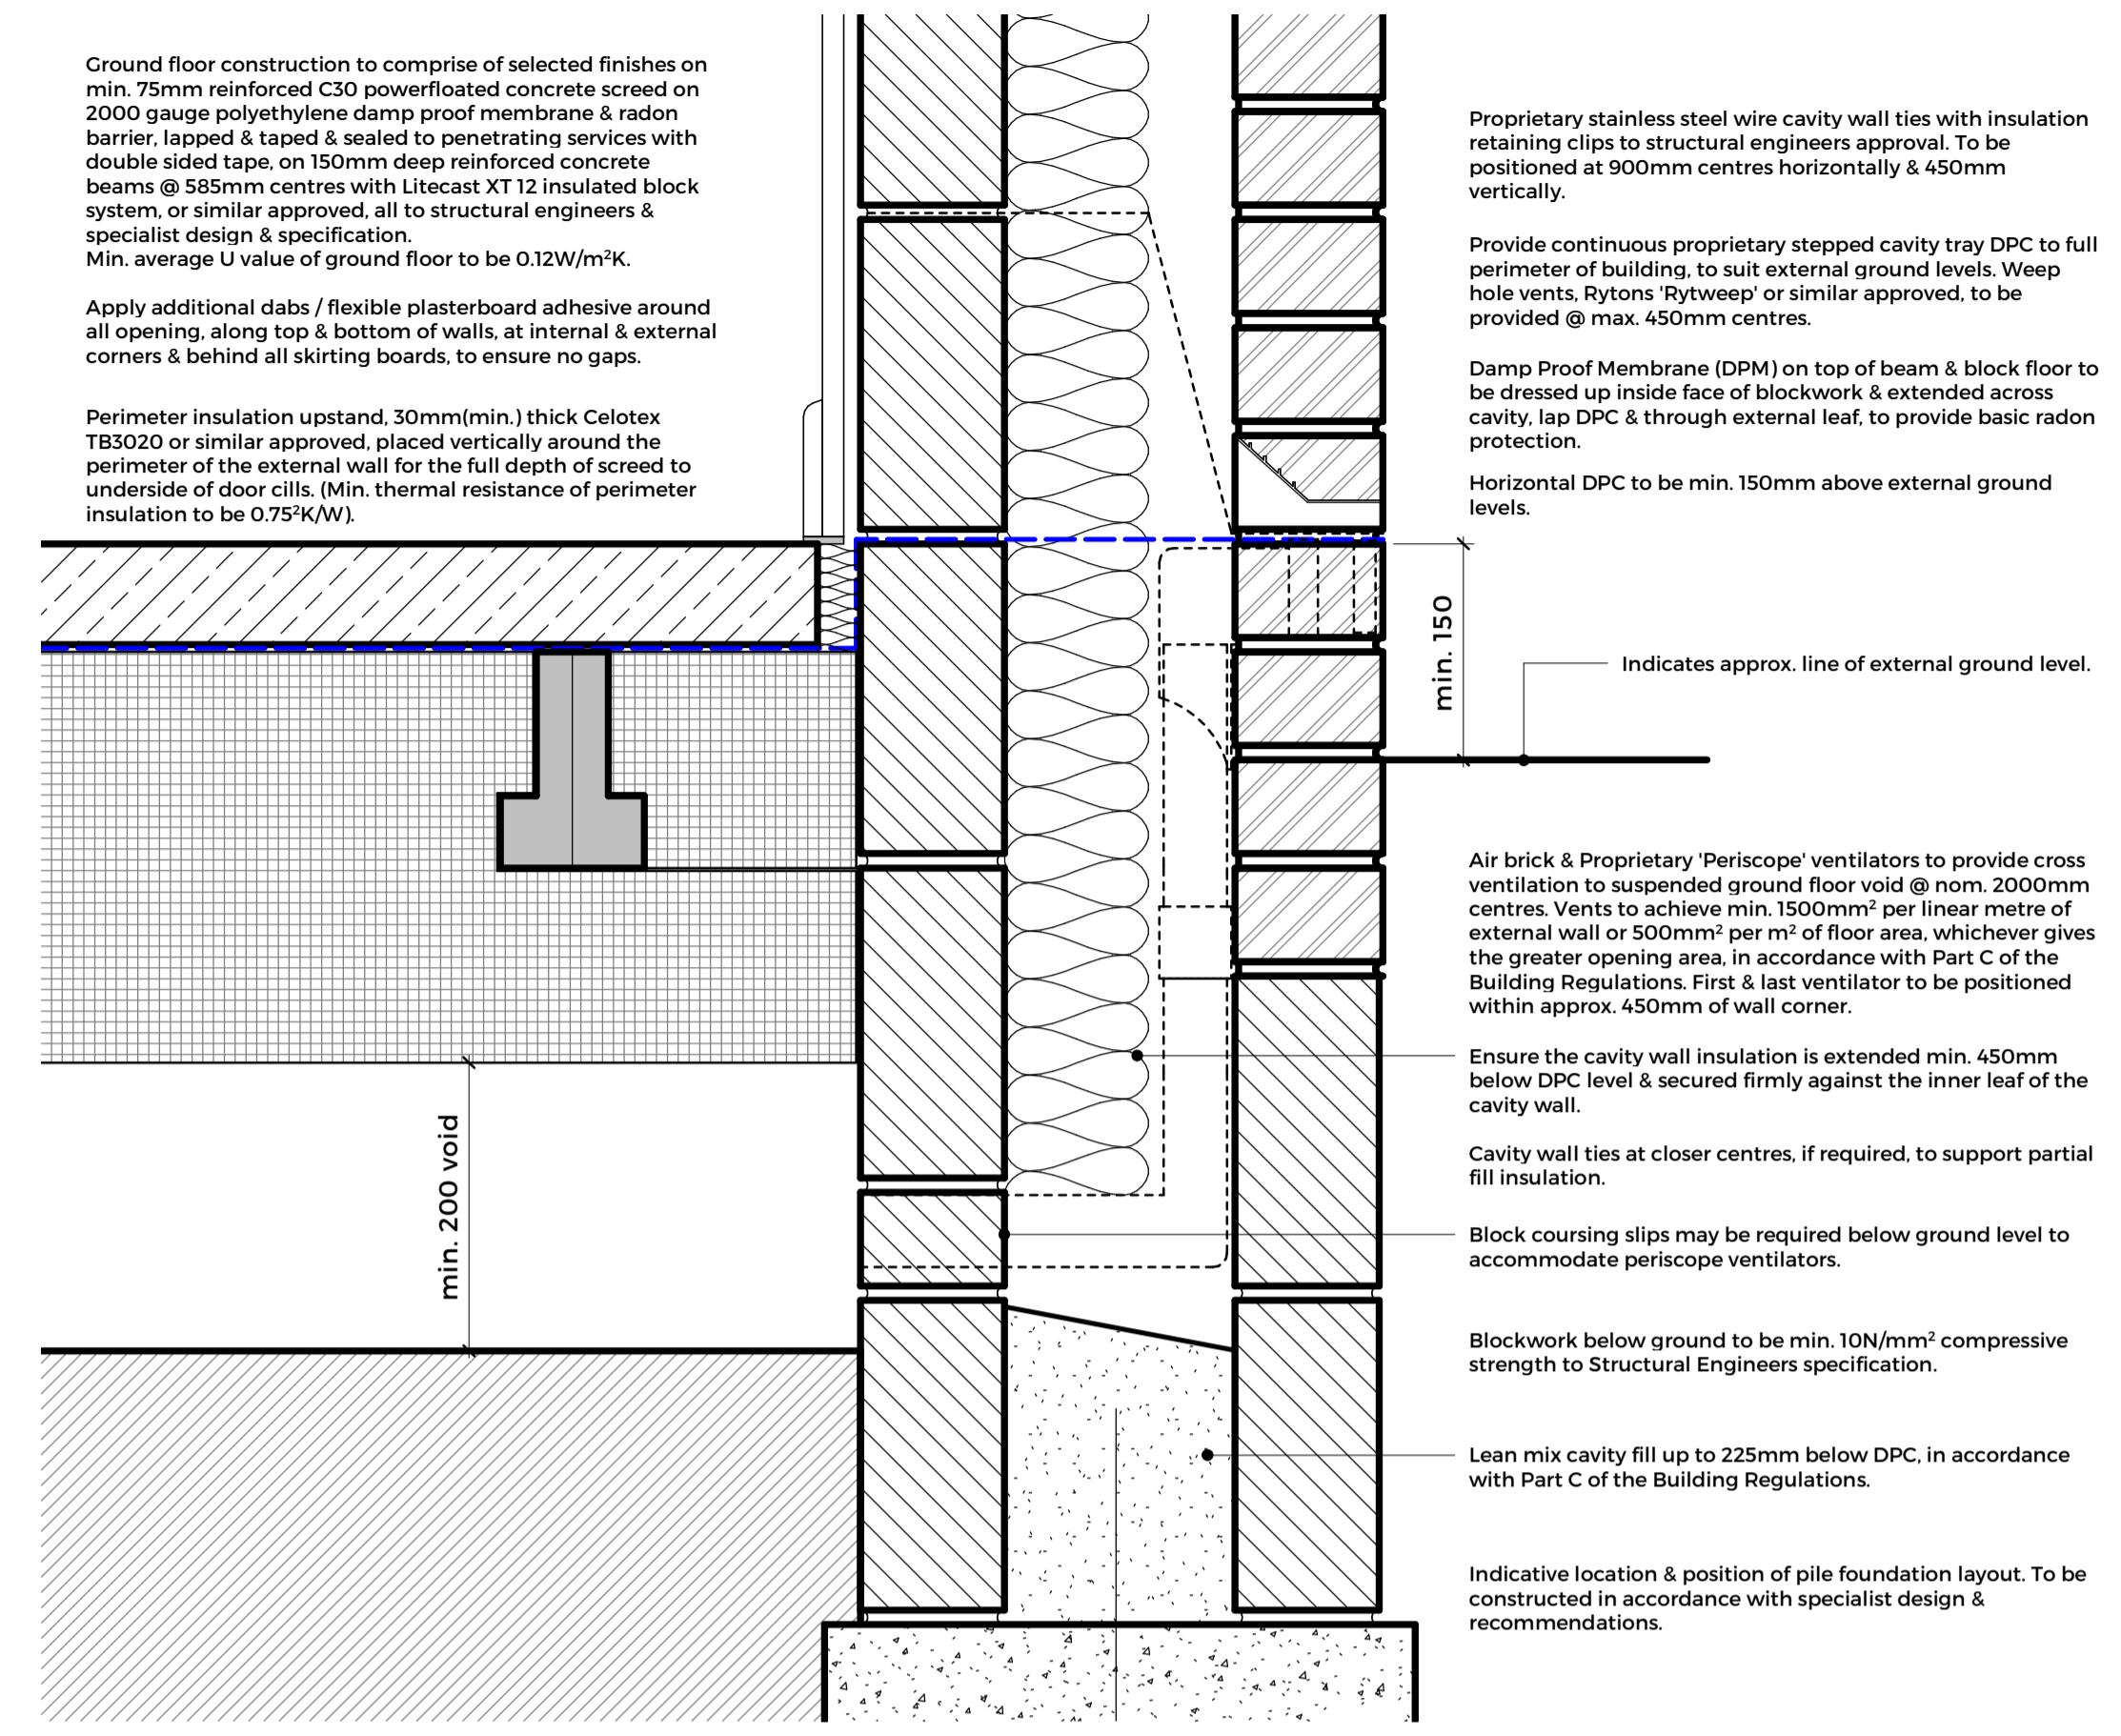 Ground floor construction to comprise of selected finishes on
min. 75mm reinforced C30 powerfloated concrete screed on
2000 gauge polyethylene damp proof membrane & radon
barrier, lapped & taped & sealed to penetrating services with
double sided tape, on 150mm deep reinforced concrete
beams @ 585mm centres with Litecast XT 12 insulated block
system, or similar approved, all to structural engineers &
specialist design & specification.
Min. average U value of ground floor to be 0.12W/m²K.
Apply additional dabs / flexible plasterboard adhesive around
all opening, along top & bottom of walls, at internal & external
corners & behind all skirting boards, to ensure no gaps.
Perimeter insulation upstand, 30mm(min.) thick Celotex
TB3020 or similar approved, placed vertically around the
perimeter of the external wall for the full depth of screed to
underside of door cills. (Min. thermal resistance of perimeter
insulation to be 0.75²K/W).
min. 200 void
Proprietary stainless steel wire cavity wall ties with insulation
retaining clips to structural engineers approval. To be
positioned at 900mm centres horizontally & 450mm
vertically.
Provide continuous proprietary stepped cavity tray DPC to full
perimeter of building, to suit external ground levels. Weep
hole vents, Rytons 'Rytweep' or similar approved, to be
provided @ max. 450mm centres.
Damp Proof Membrane (DPM) on top of beam & block floor to
be dressed up inside face of blockwork & extended across
cavity, lap DPC & through external leaf, to provide basic radon
protection.
Horizontal DPC to be min. 150mm above external ground
levels.
min. 150
Indicates approx. line of external ground level.
Air brick & Proprietary 'Periscope' ventilators to provide cross
ventilation to suspended ground floor void @ nom. 2000mm
centres. Vents to achieve min. 1500mm² per linear metre of
external wall or 500mm² per m² of floor area, whichever gives
the greater opening area, in accordance with Part C of the
Building Regulations. First & last ventilator to be positioned
within approx. 450mm of wall corner.
Ensure the cavity wall insulation is extended min. 450mm
below DPC level & secured firmly against the inner leaf of the
cavity wall.
Cavity wall ties at closer centres, if required, to support partial
fill insulation.
Block coursing slips may be required below ground level to
accommodate periscope ventilators.
Blockwork below ground to be min. 10N/mm² compressive
strength to Structural Engineers specification.
Lean mix cavity fill up to 225mm below DPC, in accordance
with Part C of the Building Regulations.
Indicative location & position of pile foundation layout. To be
constructed in accordance with specialist design &
recommendations.